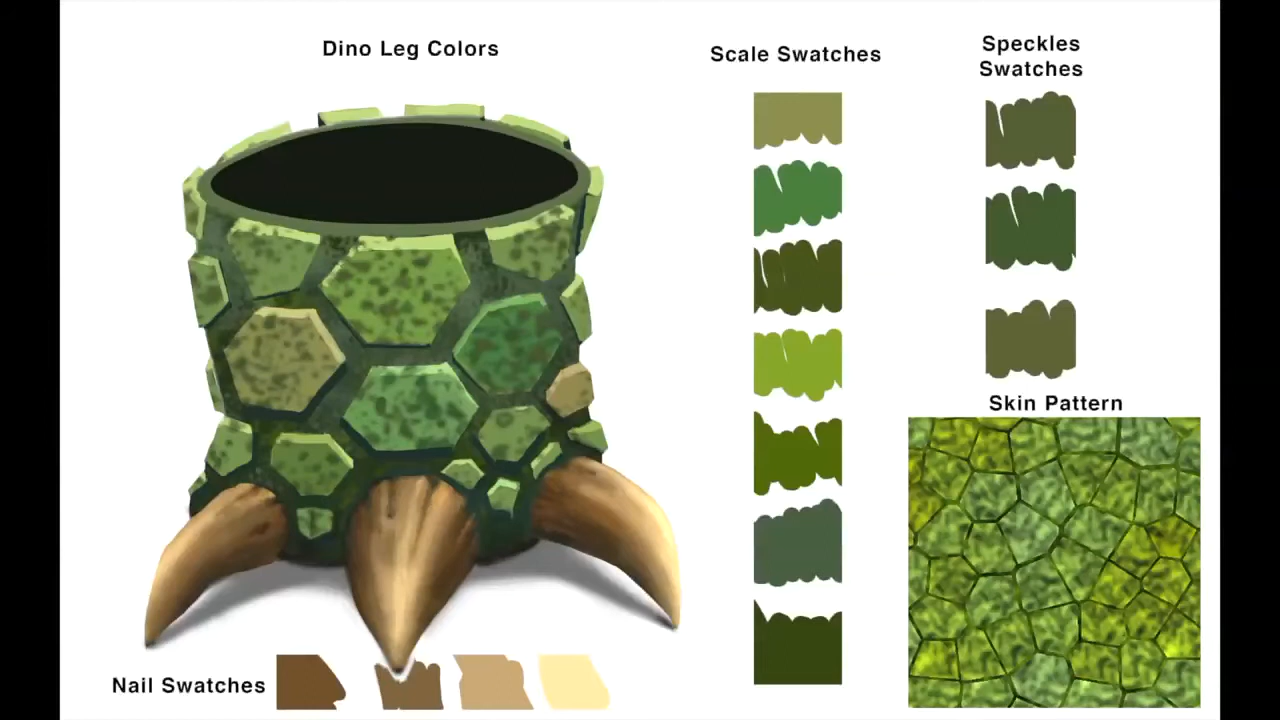 Dino Leg Colors
Scale Swatches
Speckles
Swatches
Skin Pattern
Nail Swatches